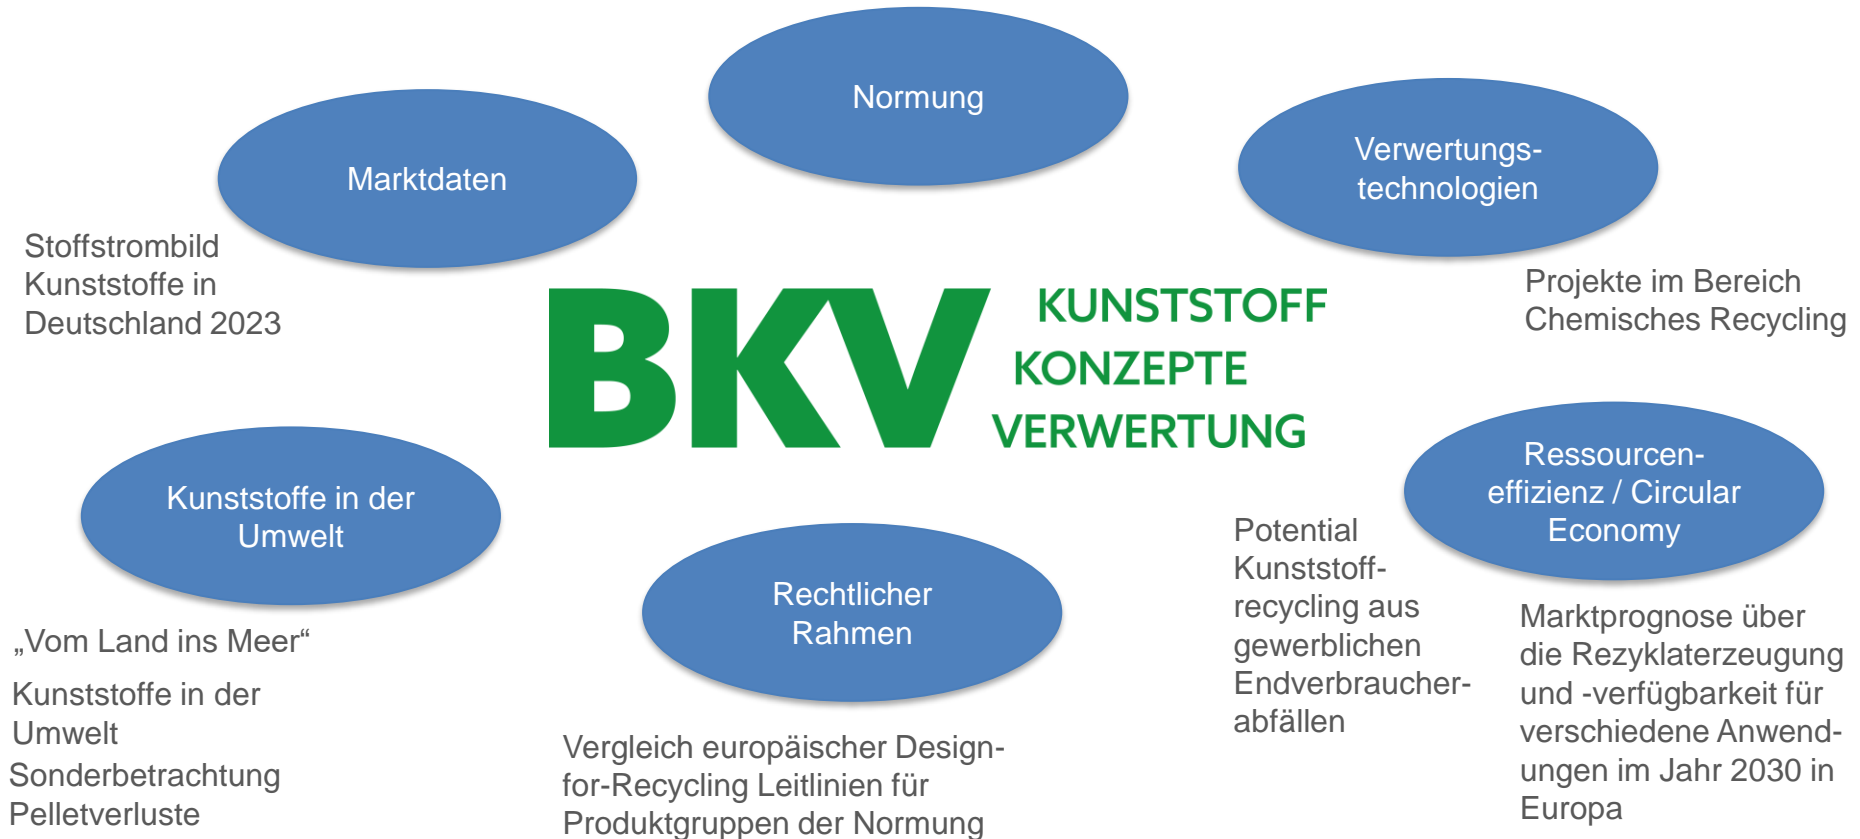 Normung
Marktdaten
Verwertungs-
technologien
Stoffstrombild
Kunststoffe in
Deutschland 2023
Projekte im Bereich
Chemisches Recycling
BKV
KUNSTSTOFF
KONZEPTE
VERWERTUNG
Kunststoffe in der
Umwelt
„Vom Land ins Meer“
Kunststoffe in der
Umwelt
Sonderbetrachtung
Pelletverluste
Rechtlicher
Rahmen
Vergleich europäischer Design-
for-Recycling Leitlinien für
Produktgruppen der Normung
Ressourcen-
effizienz / Circular
Economy
Potential
Kunststoff-
recycling aus
gewerblichen
Endverbraucher-
abfällen
Marktprognose über
die Rezyklaterzeugung
und -verfügbarkeit für
verschiedene Anwend-
ungen im Jahr 2030 in
Europa